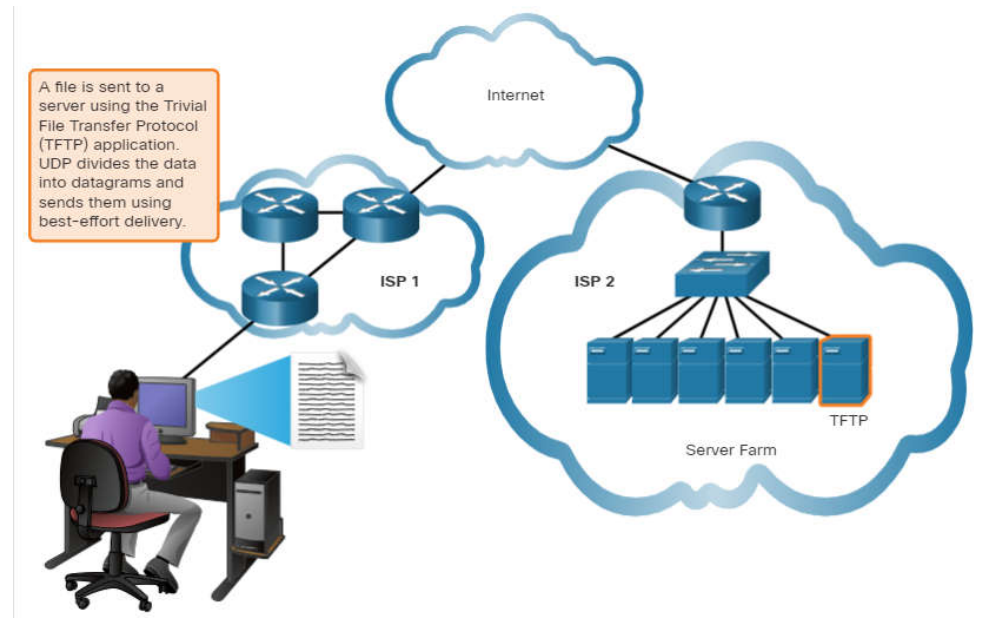 A file is sent to a
server using the Trivial
File Transfer Protocol
(TFTP) application.
UDP divides the data
into datagrams and
sends them using
best-effort delivery.
Internet
ISP 1
ISP 2
TFTP
Server Farm